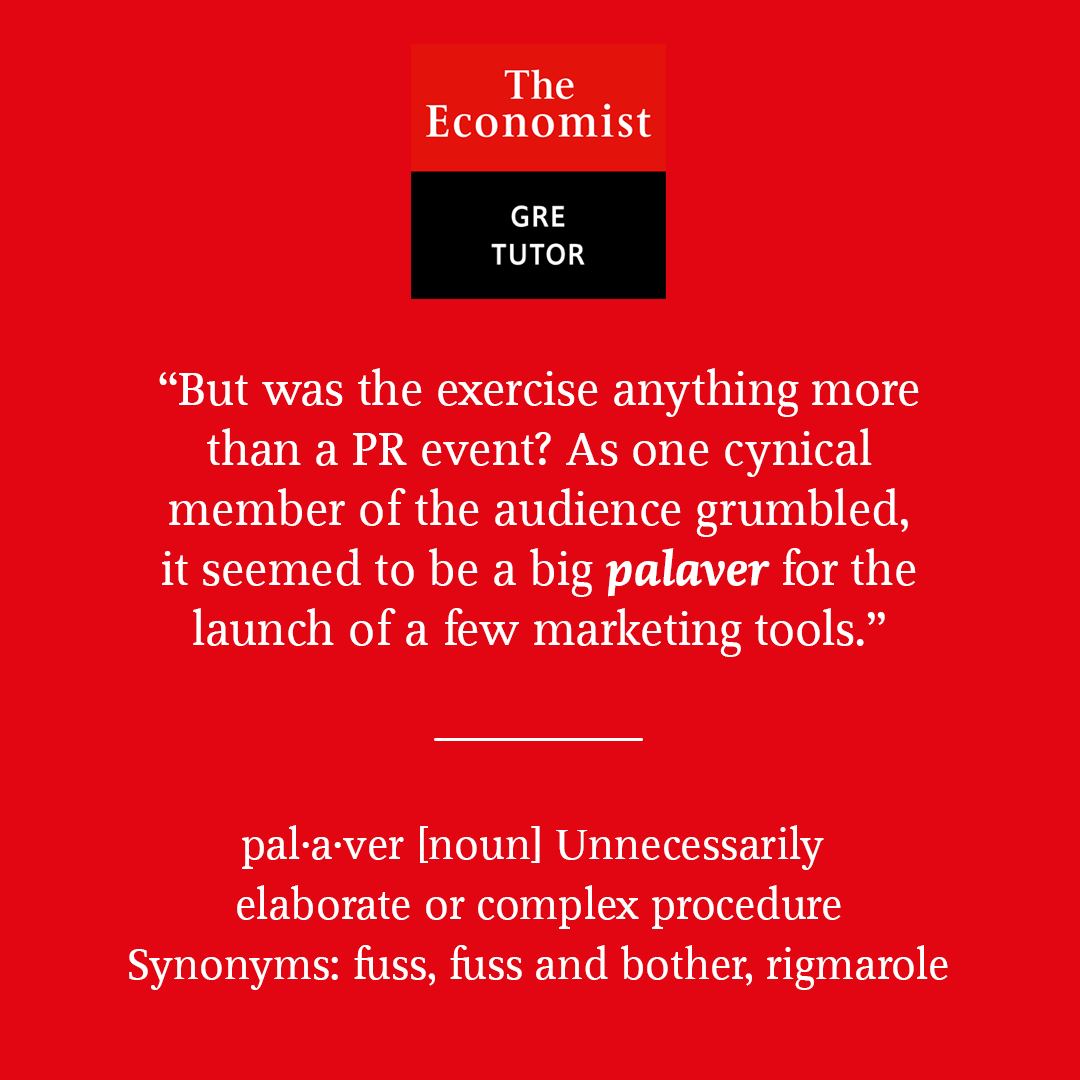 The
Economist
GRE
TUTOR
“But was the exercise anything more
than a PR event? As one cynical
member of the audience grumbled,
it seemed to be a big palaver for the
launch of a few marketing tools.”
pal·a·ver [noun] Unnecessarily
elaborate or complex procedure
Synonyms: fuss, fuss and bother, rigmarole